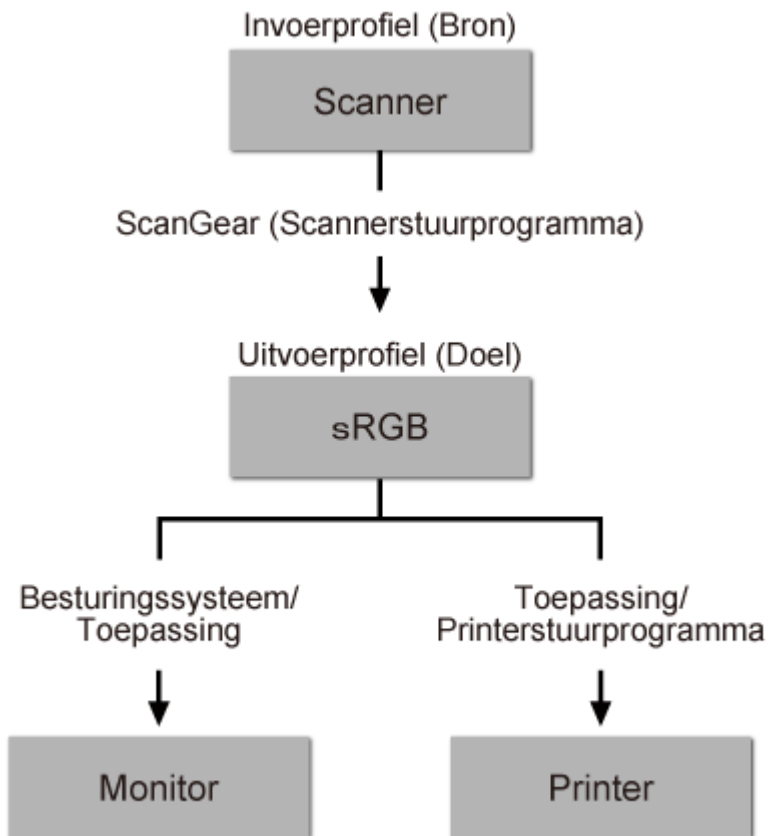 Invoerprofiel (Bron)
Scanner
ScanGear (Scannerstuurprogramma)
Uitvoerprofiel (Doel)
sRGB
Besturingssysteem/
Toepassing
Toepassing/
Printerstuurprogramma
Monitor
Printer